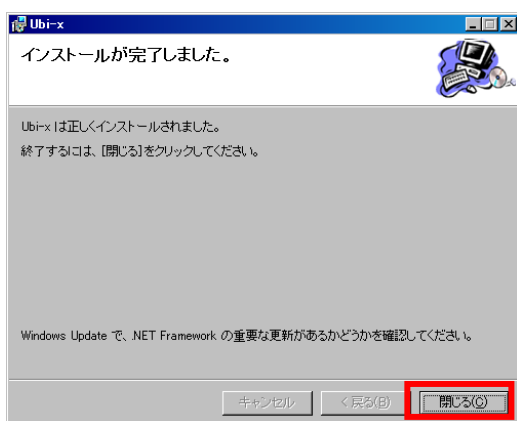 Ubi-x
インストールが完了しました。
Ubi-x は正しくインストールされました。
終了するには、[閉じる]をクリックしてください。
Windows Update で、.NET Framework の重要な更新があるかどうかを確認してください。
キャンセル
< 戻る(B)
閉じる(C)